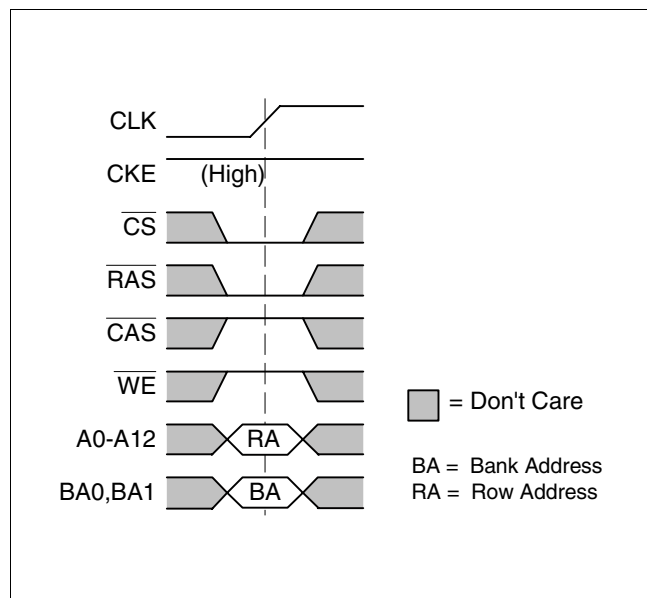 CLK
CKE (High)
CS
RAS
CAS
WE
A0-A12 RA
BA0,BA1 BA
= Don't Care
BA = Bank Address
RA = Row Address